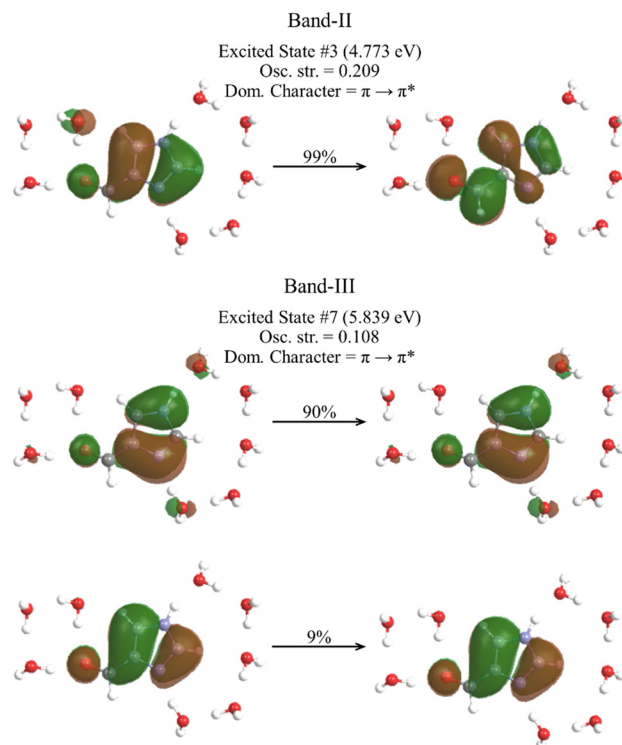 Band-II
Excited State #3 (4.773 eV)
Osc. str. = 0.209
Dom. Character = π → π*
99%
Band-III
Excited State #7 (5.839 eV)
Osc. str. = 0.108
Dom. Character = π → π*
90%
9%